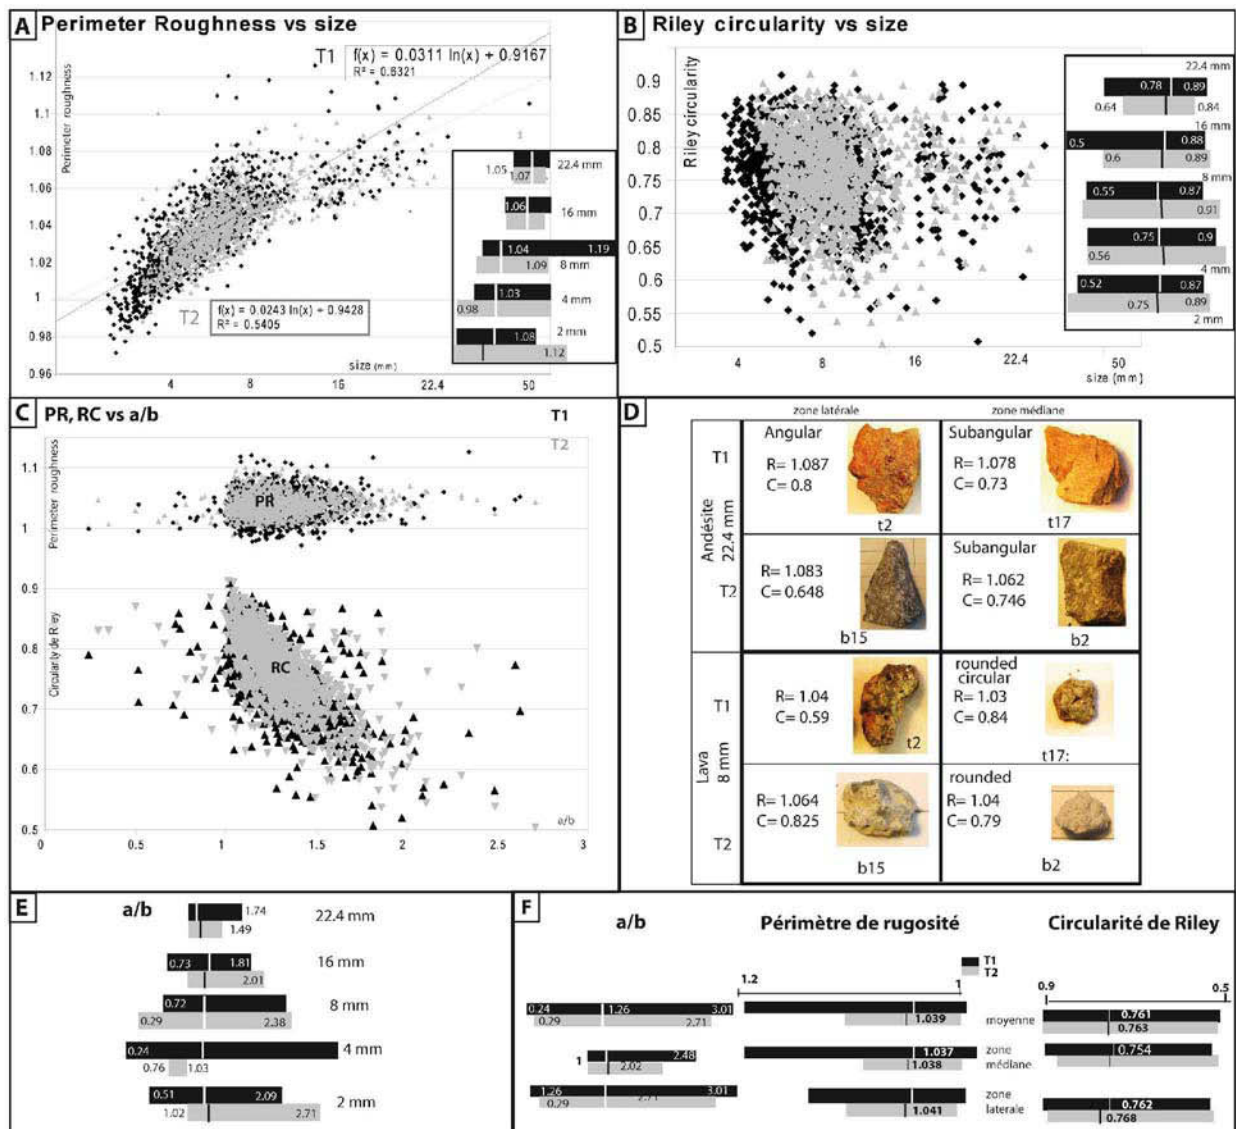 A Perimeter Roughness vs size
T1 f(x) = 0.0311 ln(x) + 0.9167
R² = 0.6321
Perimeter roughness
1.12
1.1
1.08
1.06
1.04
1.02
1
0.98
0.96
T2 f(x) = 0.0243 ln(x) + 0.9428
R² = 0.5405
1.05 1.07 22.4 mm
1.06 16 mm
1.04 1.19
1.09 8 mm
1.03 4 mm
0.98
2 mm
1.08
1.12
size (mm)
4 8 16 22.4 50
B Riley circularity vs size
Riley circularity
0.9
0.85
0.8
0.75
0.7
0.65
0.6
0.55
0.5
22.4 mm
0.78 0.89
0.64 0.84
16 mm
0.5 0.88
0.6 0.89
8 mm
0.55 0.87
0.91
0.75 0.9
0.56
4 mm
0.52 0.87
0.75 0.89
2 mm
4 8 16 22.4 50
size (mm)
C PR, RC vs a/b T1
T2
Perimeter roughness
Circularity de Riley
1.1
1
0.9
0.8
0.7
0.6
0.5
PR
RC
a/b
0 0.5 1 1.5 2 2.5 3
D
zone latérale zone médiane
Andésite
22.4 mm
T1
Angular
R= 1.087
C= 0.8
t2
Subangular
R= 1.078
C= 0.73
t17
T2
R= 1.083
C= 0.648
b15
Subangular
R= 1.062
C= 0.746
b2
Lava
8 mm
T1
R= 1.04
C= 0.59
t2
rounded
circular
R= 1.03
C= 0.84
t17:
T2
R= 1.064
C= 0.825
b15
rounded
R= 1.04
C= 0.79
b2
E a/b
1.74 22.4 mm
1.49
0.73 1.81 16 mm
2.01
0.72 8 mm
0.29 2.38
0.24 4 mm
0.76 1.03
0.51 2.09 2 mm
1.02 2.71
F a/b Périmètre de rugosité Circularité de Riley
T1
T2
1.2 1
0.9 0.5
0.24 1.26 3.01
0.29 2.71
1.039
moyenne
0.761
0.763
1 2.48
2.02
1.037
1.038
zone
médiane
0.754
1.26 3.01
0.29 2.71
1.041
zone
laterale
0.762
0.768